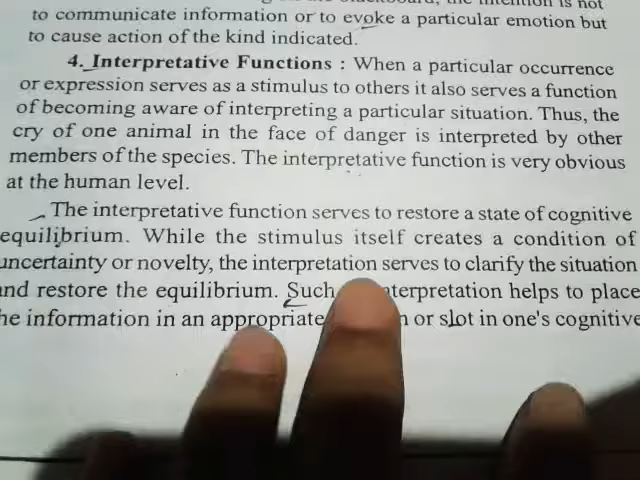 the intention is not
to communicate information or to evoke a particular emotion but
to cause action of the kind indicated.
4. Interpretative Functions : When a particular occurrence
or expression serves as a stimulus to others it also serves a function
of becoming aware of interpreting a particular situation. Thus, the
cry of one animal in the face of danger is interpreted by other
members of the species. The interpretative function is very obvious
at the human level.
The interpretative function serves to restore a state of cognitive
equilibrium. While the stimulus itself creates a condition of
uncertainty or novelty, the interpretation serves to clarify the situation
and restore the equilibrium. Such nterpretation helps to place
he information in an appropriate n or slot in one's cognitive